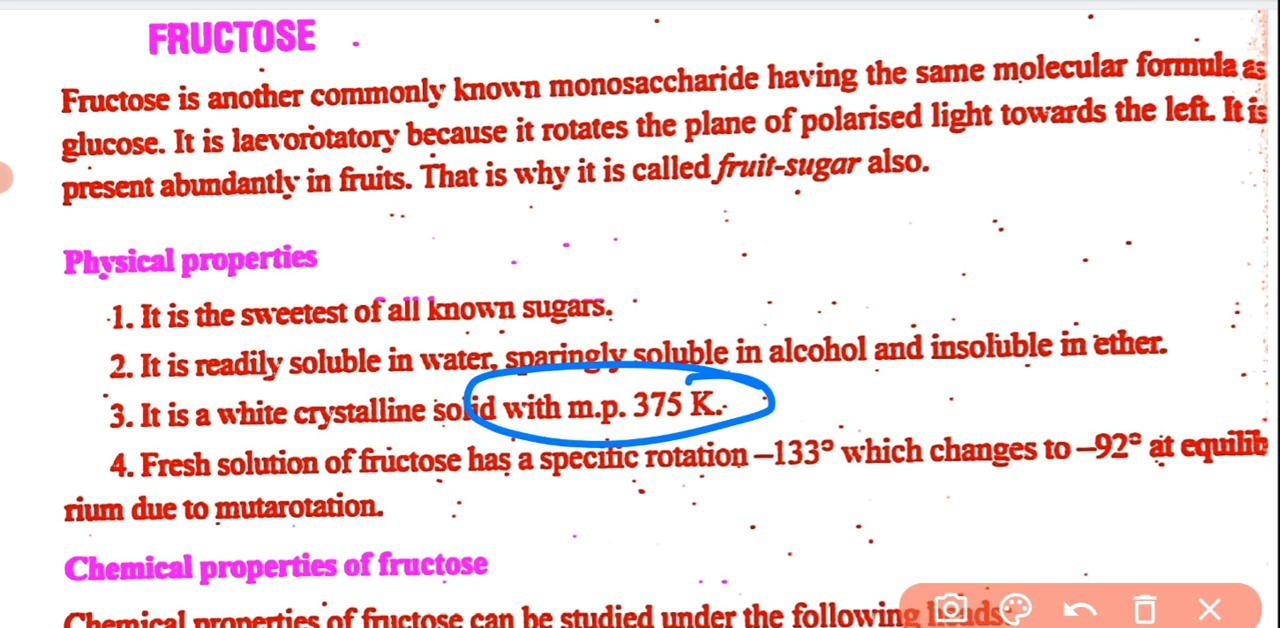 FRUCTOSE
Fructose is another commonly known monosaccharide having the same molecular formula as
glucose. It is laevorotatory because it rotates the plane of polarised light towards the left. It is
present abundantly in fruits. That is why it is called fruit-sugar also.
Physical properties
1. It is the sweetest of all known sugars.
2. It is readily soluble in water, sparingly soluble in alcohol and insoluble in ether.
3. It is a white crystalline solid with m.p. 375 K.
4. Fresh solution of fructose has a specific rotation –133° which changes to –92° at equilib
rium due to mutarotation.
Chemical properties of fructose
Chemical properties of fructose can be studied under the following